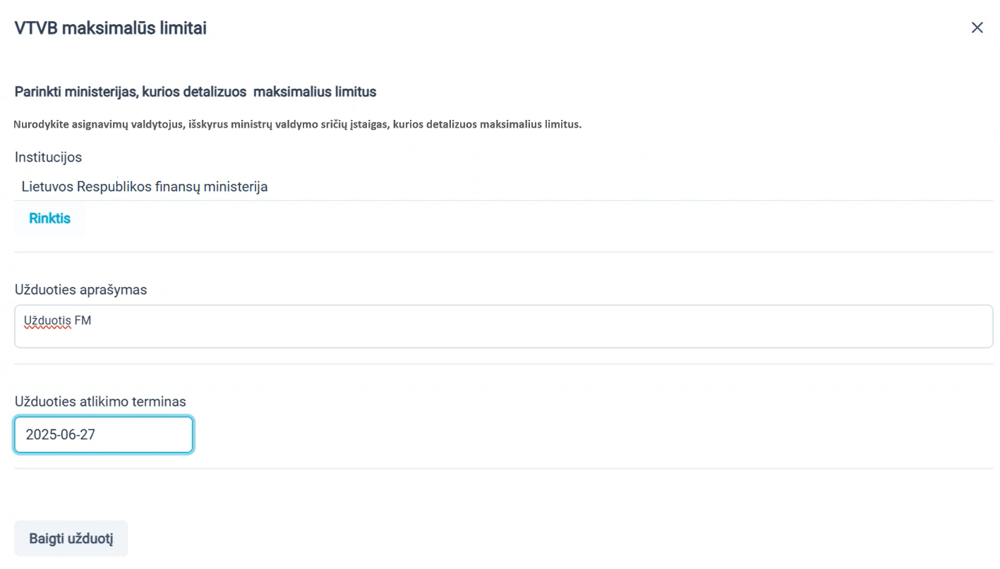 VTVB maksimalūs limitai
Parinkti ministerijas, kurios detalizuos maksimalius limitus
Nurodykite asignavimų valdytojus, išskyrus ministrų valdymo sričių įstaigas, kurios detalizuos maksimalius limitus.
Institucijos
Lietuvos Respublikos finansų ministerija
Rinktis
Užduoties aprašymas
Užduotis FM
Užduoties atlikimo terminas
2025-06-27
Baigti užduotį